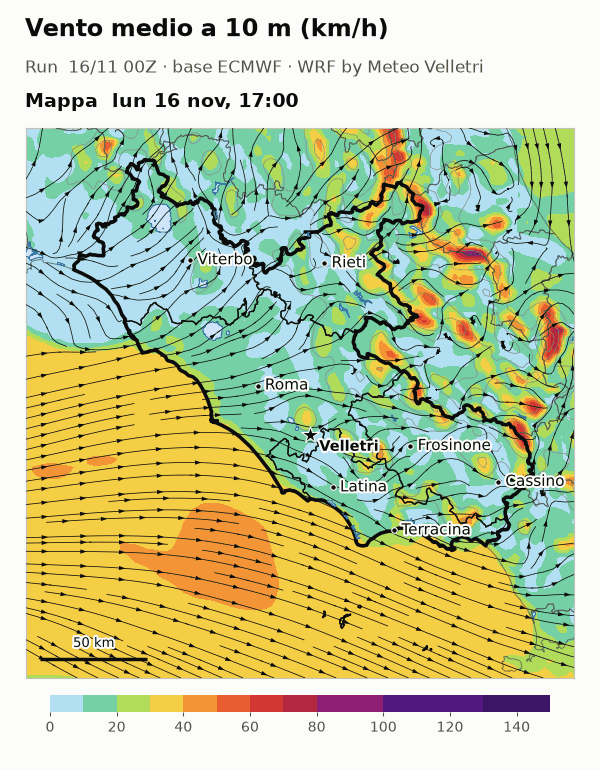 Vento medio a 10 m (km/h)
Run  16/11 00Z · base ECMWF · WRF by Meteo Velletri
Mappa  lun 16 nov, 17:00
Viterbo
Rieti
Roma
Velletri
Frosinone
Latina
Cassino
Terracina
50 km
0 20 40 60 80 100 120 140